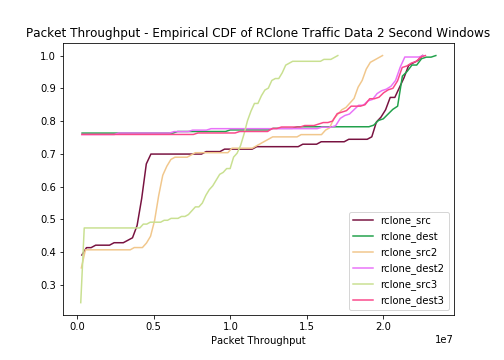 Packet Throughput - Empirical CDF of RClone Traffic Data 2 Second Windows
1.0
0.9
0.8
0.7
0.6
0.5
0.4
0.3
0.0
0.5
1.0
1.5
2.0
1e7
Packet Throughput
rclone_src
rclone_dest
rclone_src2
rclone_dest2
rclone_src3
rclone_dest3